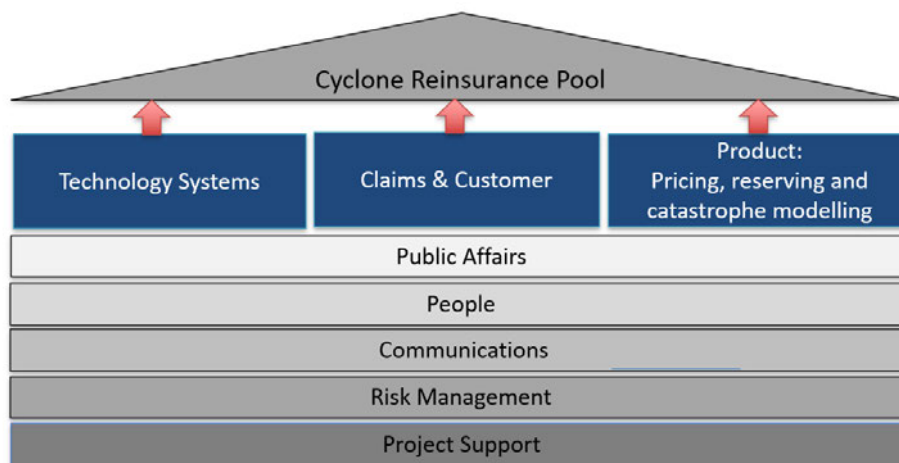 Cyclone Reinsurance Pool
Technology Systems
Claims & Customer
Product:
Pricing, reserving and
catastrophe modelling
Public Affairs
People
Communications
Risk Management
Project Support